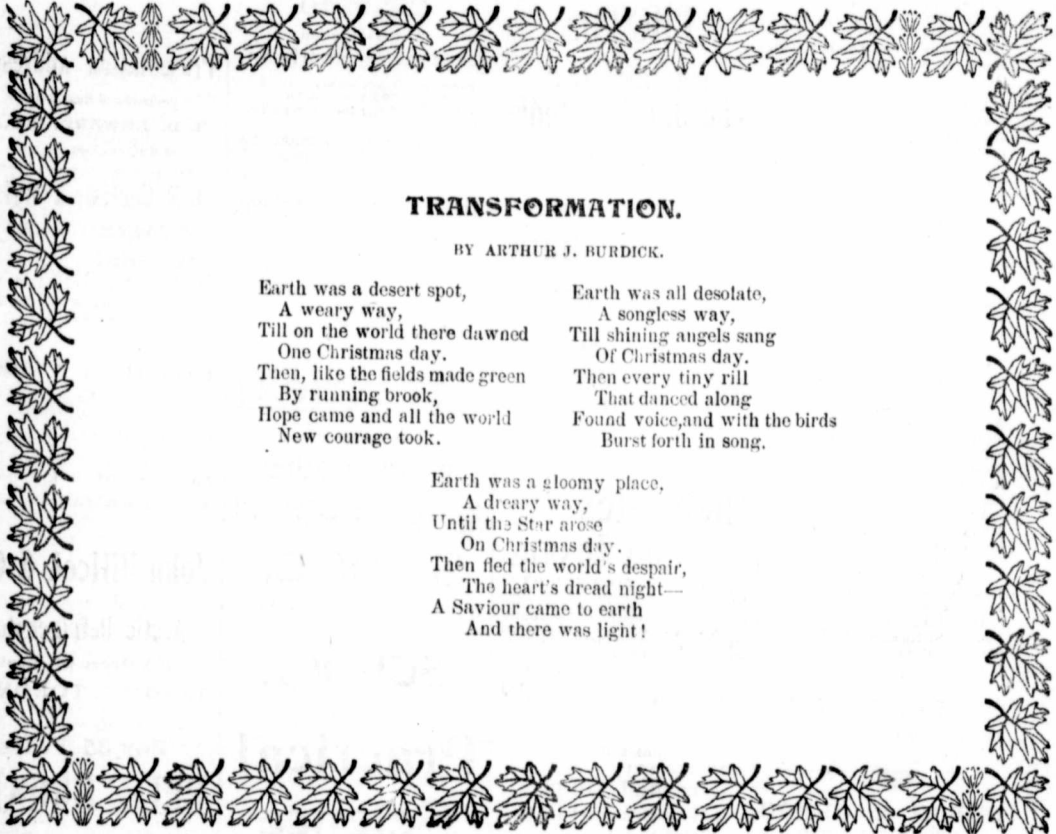 TRANSFORMATION.
BY ARTHUR J. BURDICK.
Earth was a desert spot,
A weary way,
Till on the world there dawned
One Christmas day.
Then, like the fields made green
By running brook,
Hope came and all the world
New courage took.
Earth was all desolate,
A songless way,
Till shining angels sang
Of Christmas day.
Then every tiny rill
That danced along
Found voice,and with the birds
Burst forth in song.
Earth was a gloomy place,
A dreary way,
Until the Star arose
On Christmas day.
Then fled the world's despair,
The heart's dread night—
A Saviour came to earth
And there was light!